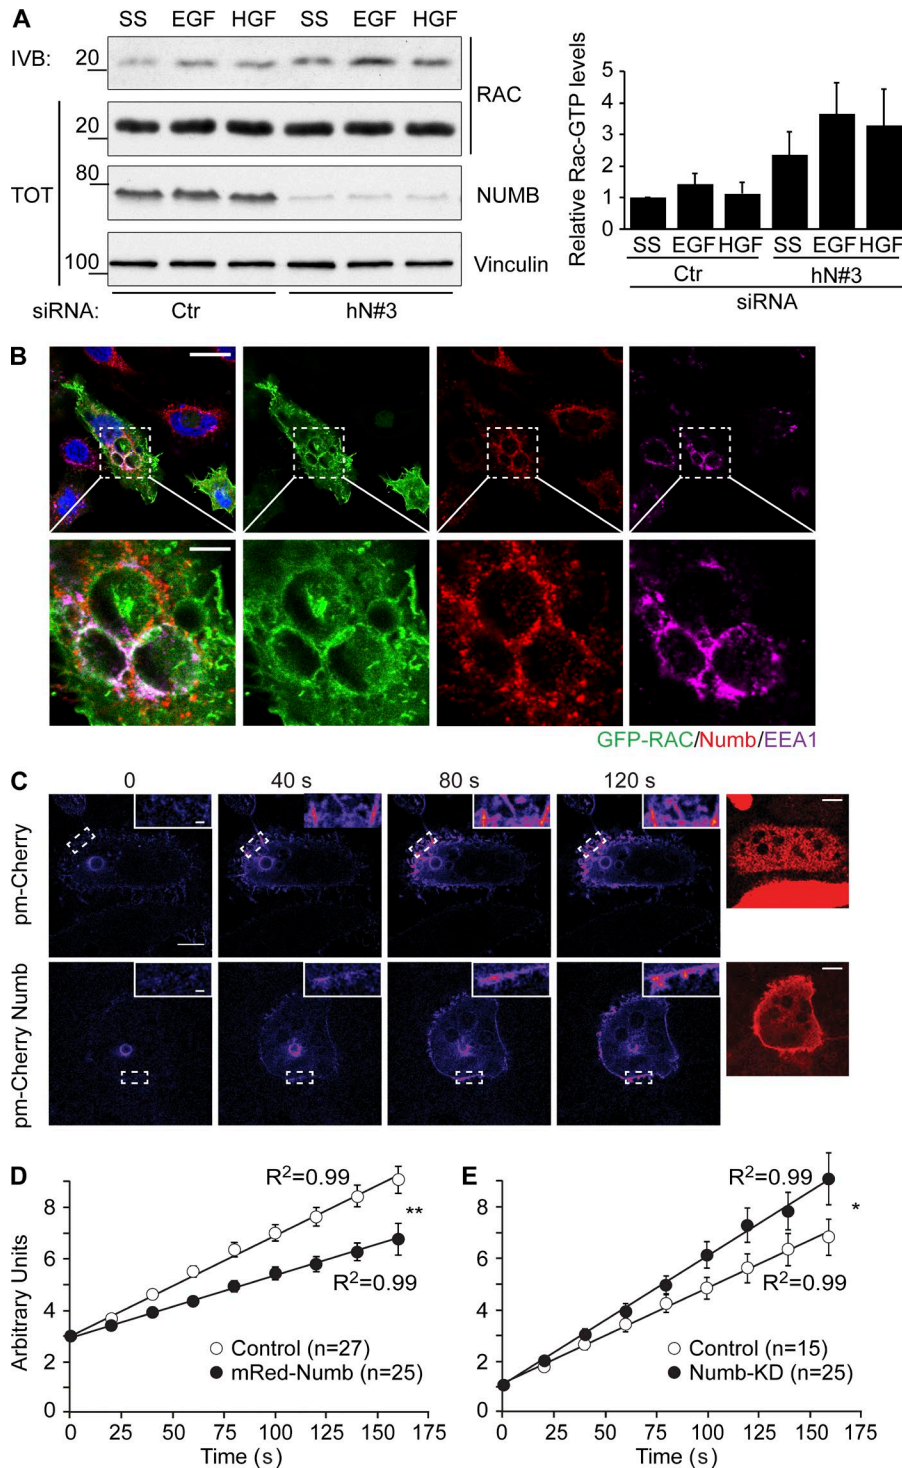 A
SS EGF HGF SS EGF HGF
IVB: 20
RAC
TOT 20
80
NUMB
100
Vinculin
siRNA: Ctr hN#3
Relative Rac-GTP levels
5
4
3
2
1
0
SS EGF HGF SS EGF HGF
Ctr hN#3
siRNA
B
GFP-RAC/Numb/EEA1
C
0 40 s 80 s 120 s
pm-Cherry
pm-Cherry Numb
D
Arbitrary Units
8
6
4
2
0
R²=0.99
**
R²=0.99
Control (n=27)
mRed-Numb (n=25)
0 25 50 75 100 125 150 175
Time (s)
E
8
6
4
2
0
R²=0.99
*
R²=0.99
Control (n=15)
Numb-KD (n=25)
0 25 50 75 100 125 150 175
Time (s)